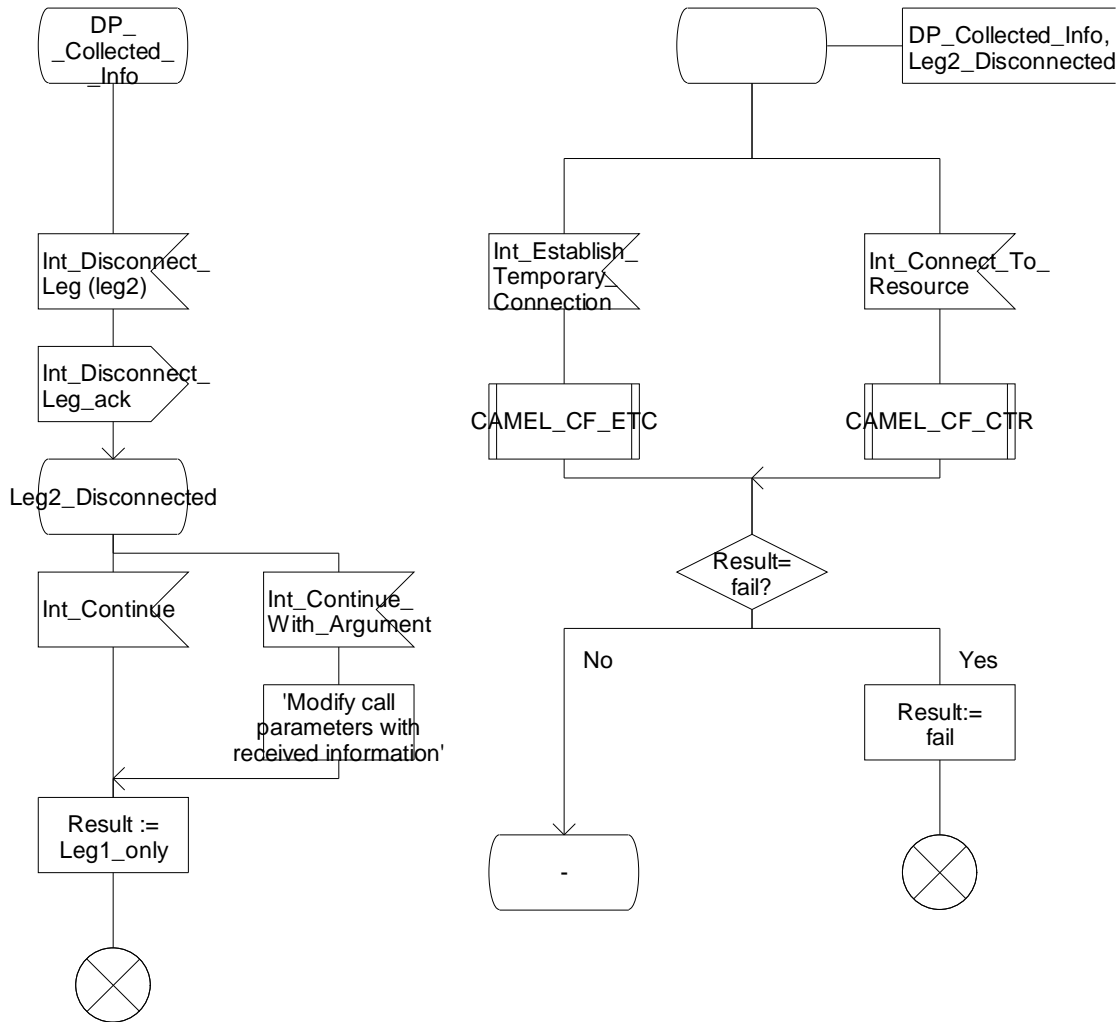 DP_
_Collected_
_Info
Int_Disconnect_
Leg (leg2)
Int_Disconnect_
Leg_ack
Leg2_Disconnected
Int_Continue
Int_Continue_
With_Argument
'Modify call
parameters with
received information'
Result :=
Leg1_only
DP_Collected_Info,
Leg2_Disconnected
Int_Establish_
Temporary_
Connection
Int_Connect_To_
Resource
CAMEL_CF_ETC
CAMEL_CF_CTR
Result=
fail?
No
Yes
Result:=
fail
-